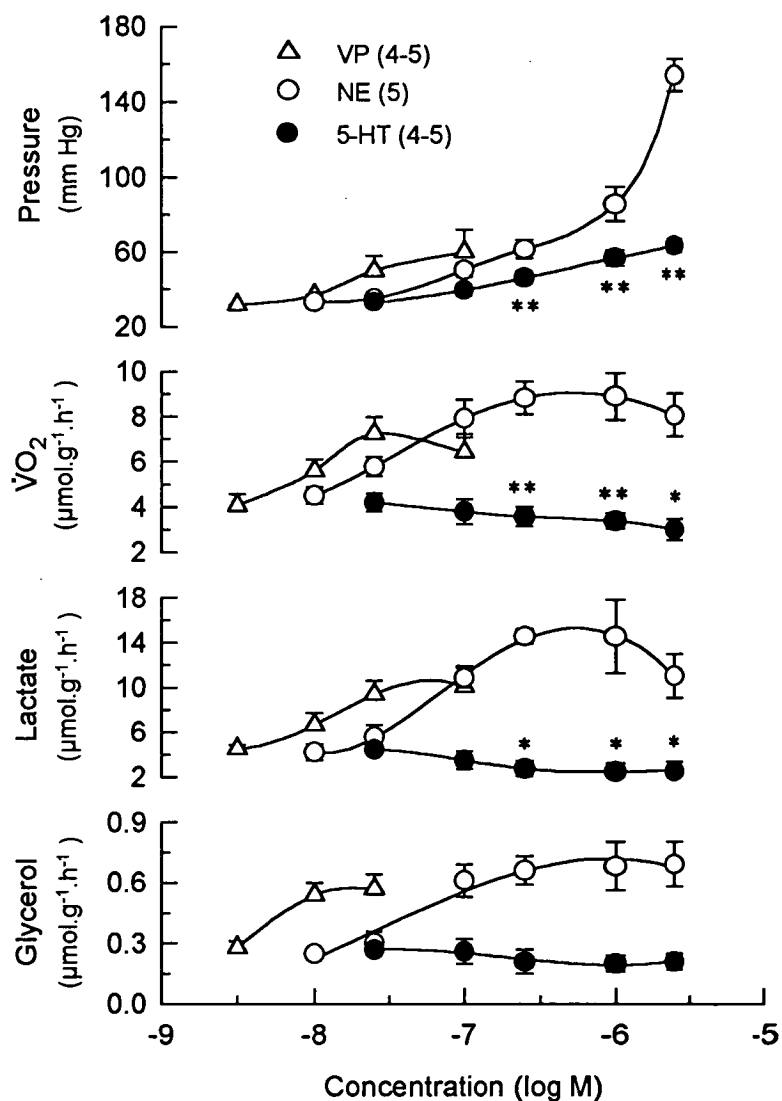 VP (4-5)
NE (5)
5-HT (4-5)
Pressure
(mm Hg)
180
140
100
60
20
**
**
**
V̇O2
(µmol.g-1.h-1)
10
8
6
4
2
**
**
*
Lactate
(µmol.g-1.h-1)
18
14
10
6
2
*
*
*
Glycerol
(µmol.g-1.h-1)
0.9
0.6
0.3
0.0
-9
-8
-7
-6
-5
Concentration (log M)